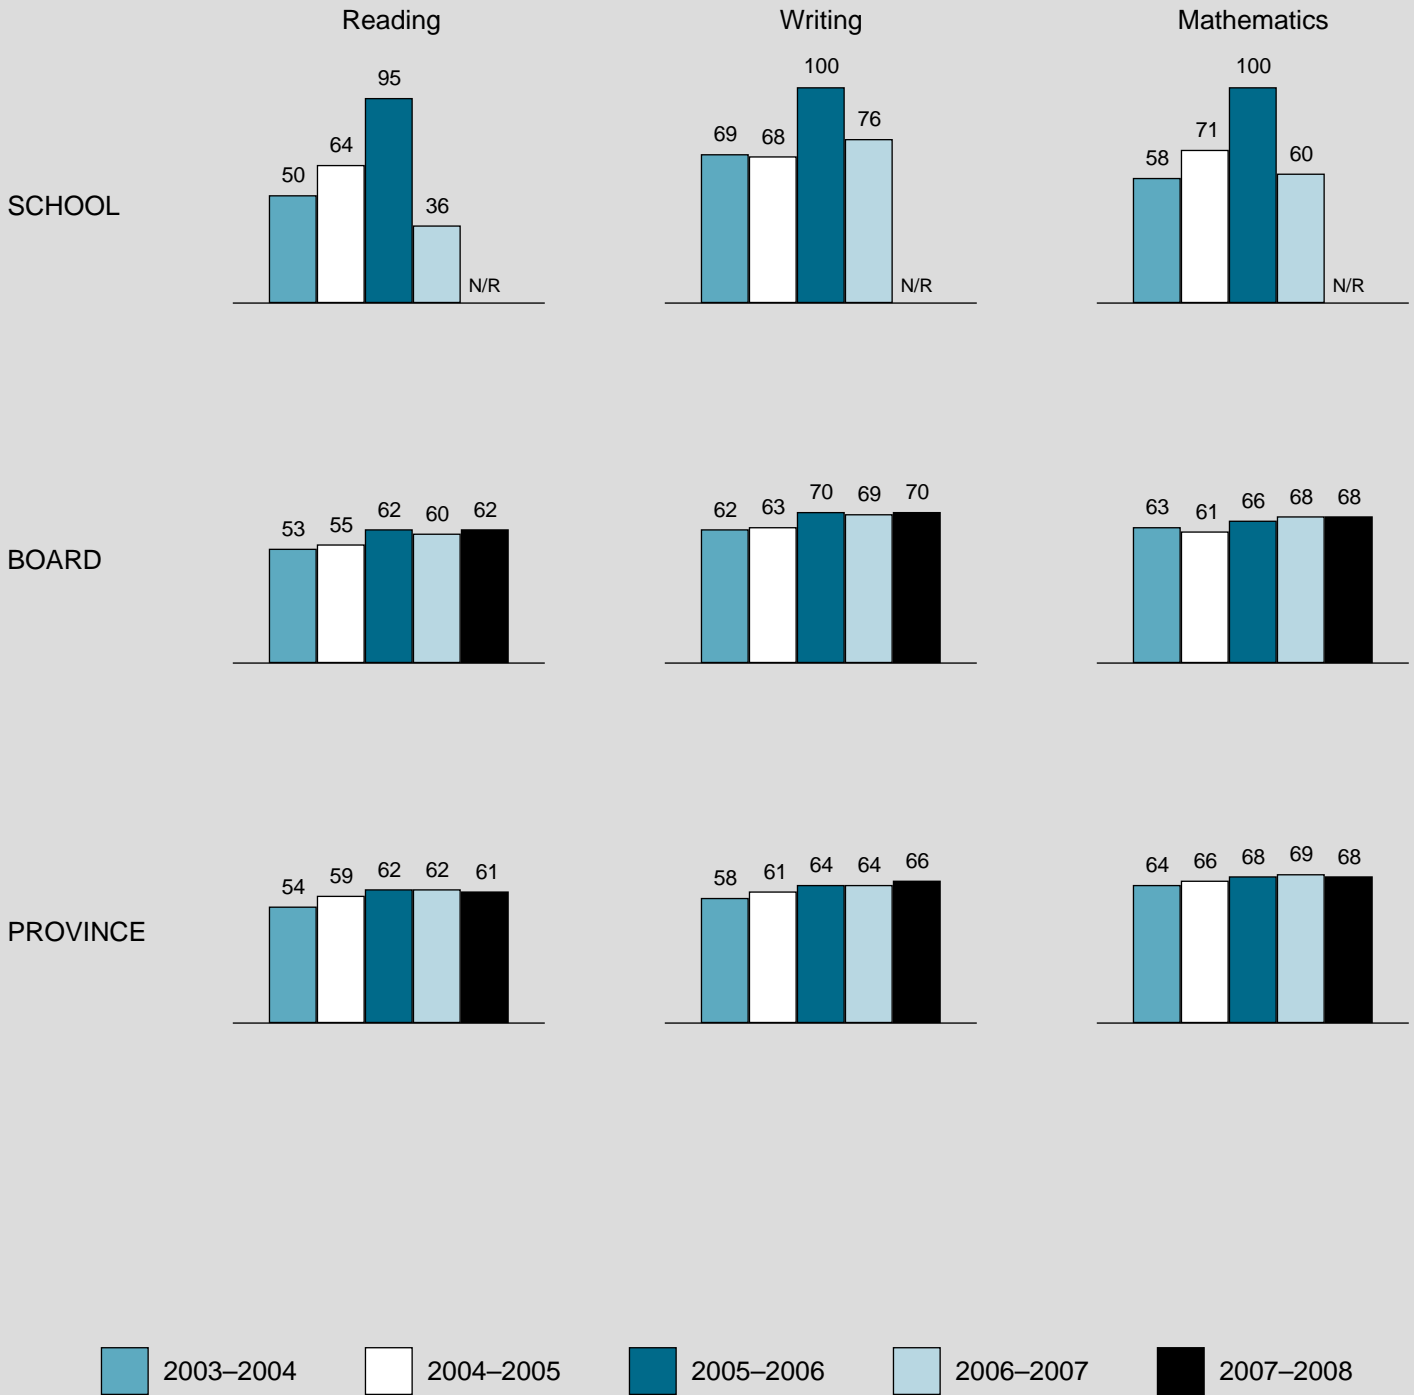 Reading Writing Mathematics
SCHOOL
50 64 95 36 N/R
69 68 100 76 N/R
58 71 100 60 N/R
BOARD
53 55 62 60 62
62 63 70 69 70
63 61 66 68 68
PROVINCE
54 59 62 62 61
58 61 64 64 66
64 66 68 69 68
2003–2004 2004–2005 2005–2006 2006–2007 2007–2008